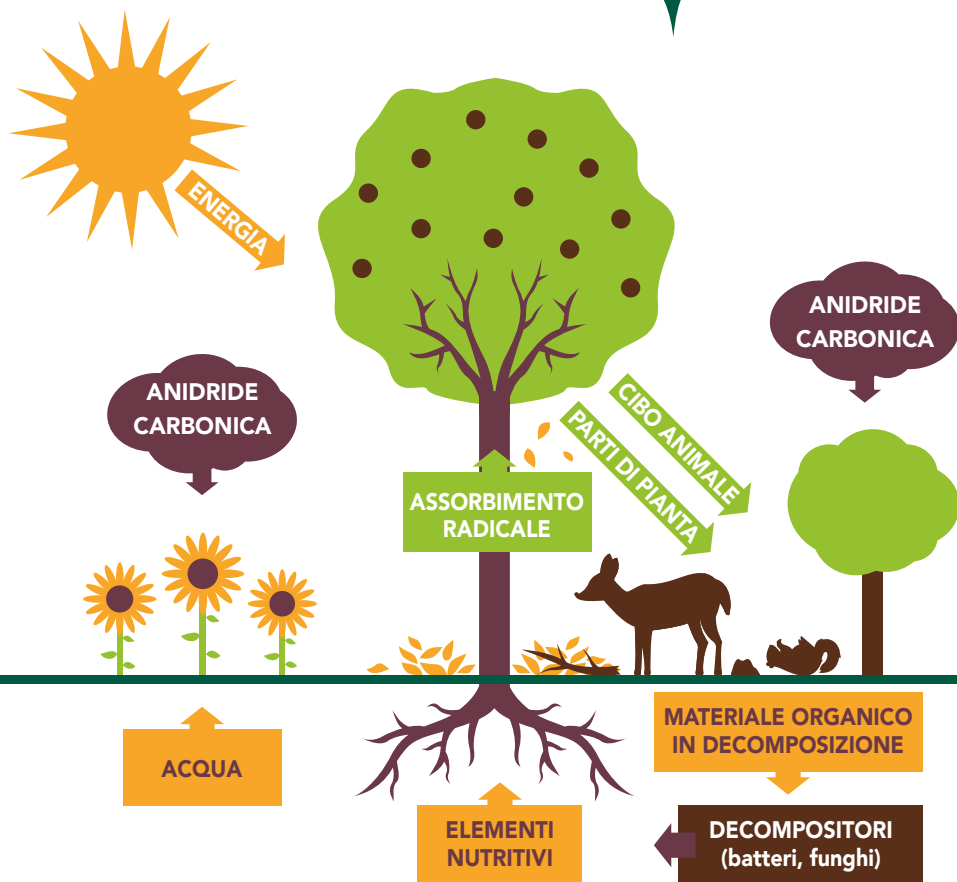 ENERGIA
ANIDRIDE
CARBONICA
ANIDRIDE
CARBONICA
CIBO ANIMALE
PARTI DI PIANTA
ASSORBIMENTO
RADICALE
ACQUA
MATERIALE ORGANICO
IN DECOMPOSIZIONE
ELEMENTI
NUTRITIVI
DECOMPOSITORI
(batteri, funghi)